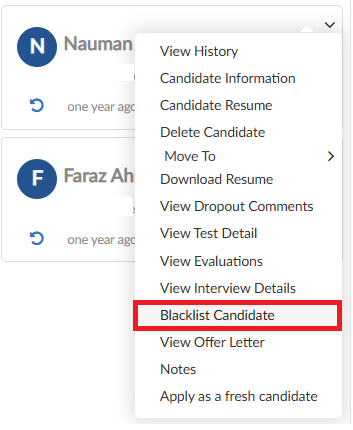 N
Nauman
one year ago
F
Faraz Ah
one year ago
View History
Candidate Information
Candidate Resume
Delete Candidate
Move To
Download Resume
View Dropout Comments
View Test Detail
View Evaluations
View Interview Details
Blacklist Candidate
View Offer Letter
Notes
Apply as a fresh candidate